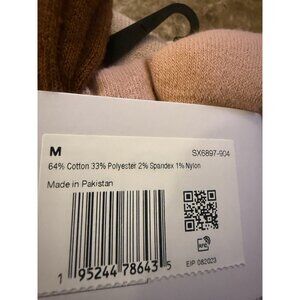 M SX6897-904
64% Cotton 33% Polyester 2% Spandex 1% Nylon
Made in Pakistan
RFID
EIP 082023
1 95244 78643 5